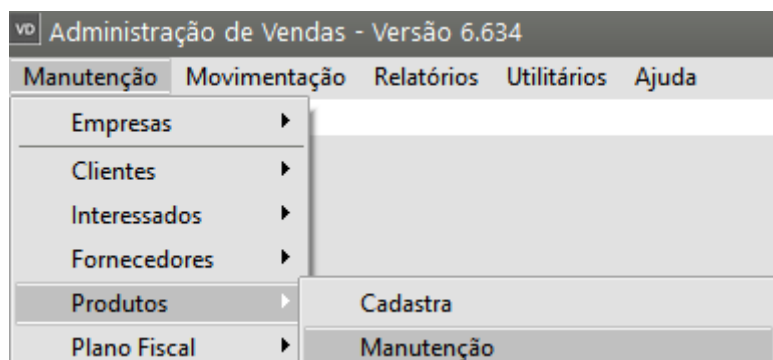 VD Administração de Vendas - Versão 6.634
Manutenção Movimentação Relatórios Utilitários Ajuda
Empresas
Clientes
Interessados
Fornecedores
Produtos Cadastra
Plano Fiscal Manutenção